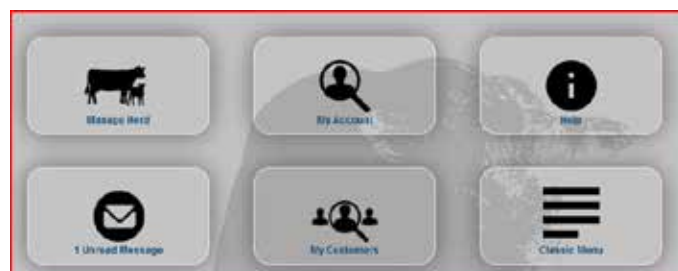 Manage Herd
My Account
Help
1 Unread Message
My Customers
Classic Menu